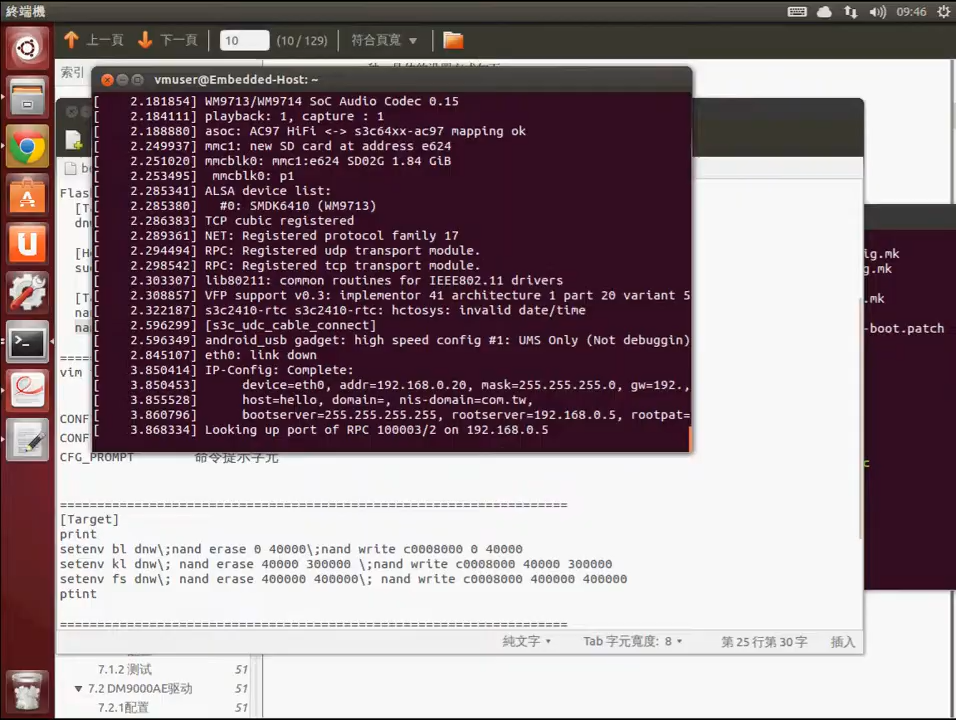 終端機
09:46
上一頁
下一頁
10
(10 / 129)
符合頁寬
索引
vmuser@Embedded-Host: ~
[    2.181854] WM9713/WM9714 SoC Audio Codec 0.15
[    2.184111] playback: 1, capture : 1
[    2.188880] asoc: AC97 HiFi <-> s3c64xx-ac97 mapping ok
[    2.249937] mmc1: new SD card at address e624
[    2.251020] mmcblk0: mmc1:e624 SD02G 1.84 GiB
[    2.253495]  mmcblk0: p1
[    2.285341] ALSA device list:
[    2.285380]   #0: SMDK6410 (WM9713)
[    2.286383] TCP cubic registered
[    2.289361] NET: Registered protocol family 17
[    2.294494] RPC: Registered udp transport module.
[    2.298542] RPC: Registered tcp transport module.
[    2.303307] lib80211: common routines for IEEE802.11 drivers
[    2.308857] VFP support v0.3: implementor 41 architecture 1 part 20 variant 5
[    2.322187] s3c2410-rtc s3c2410-rtc: hctosys: invalid date/time
[    2.596299] [s3c_udc_cable_connect]
[    2.596349] android_usb gadget: high speed config #1: UMS Only (Not debuggin)
[    2.845107] eth0: link down
[    3.850414] IP-Config: Complete:
[    3.850453]      device=eth0, addr=192.168.0.20, mask=255.255.255.0, gw=192.,
[    3.855528]      host=hello, domain=, nis-domain=com.tw,
[    3.860796]      bootserver=255.255.255.255, rootserver=192.168.0.5, rootpat=
[    3.868334] Looking up port of RPC 100003/2 on 192.168.0.5
Flas
[T
dn
[H
su
[T
na
na
vim
CONF
CONF
CFG_PROMPT
ig.mk
ig.mk
.mk
-boot.patch
c
===================================================================
[Target]
print
setenv bl dnw\;nand erase 0 40000\;nand write c0008000 0 40000
setenv kl dnw\; nand erase 40000 300000 \;nand write c0008000 40000 300000
setenv fs dnw\; nand erase 400000 400000\; nand write c0008000 400000 400000
ptint
===================================================================
純文字
Tab 字元寬度: 8
第 25 行第 30 字
插入
7.1.2 测试 51
7.2 DM9000AE驱动 51
7.2.1配置 51